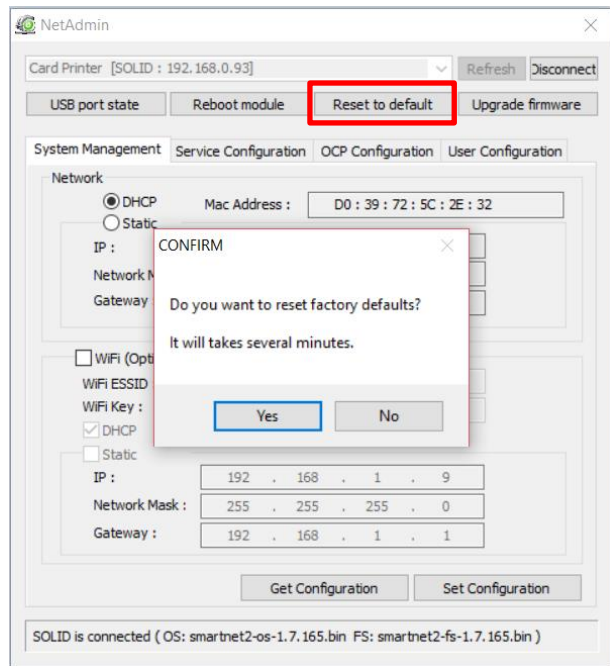 NetAdmin
Card Printer [SOLID : 192.168.0.93] Refresh Disconnect
USB port state Reboot module Reset to default Upgrade firmware
System Management Service Configuration OCP Configuration User Configuration
Network
DHCP Mac Address : D0 : 39 : 72 : 5C : 2E : 32
Static
IP :
Network M
Gateway
CONFIRM
Do you want to reset factory defaults?
It will takes several minutes.
Yes No
WiFi (Opti
WiFi ESSID
WiFi Key :
DHCP
Static
IP : 192 . 168 . 1 . 9
Network Mask : 255 . 255 . 255 . 0
Gateway : 192 . 168 . 1 . 1
Get Configuration Set Configuration
SOLID is connected ( OS: smartnet2-os-1.7.165.bin FS: smartnet2-fs-1.7.165.bin )